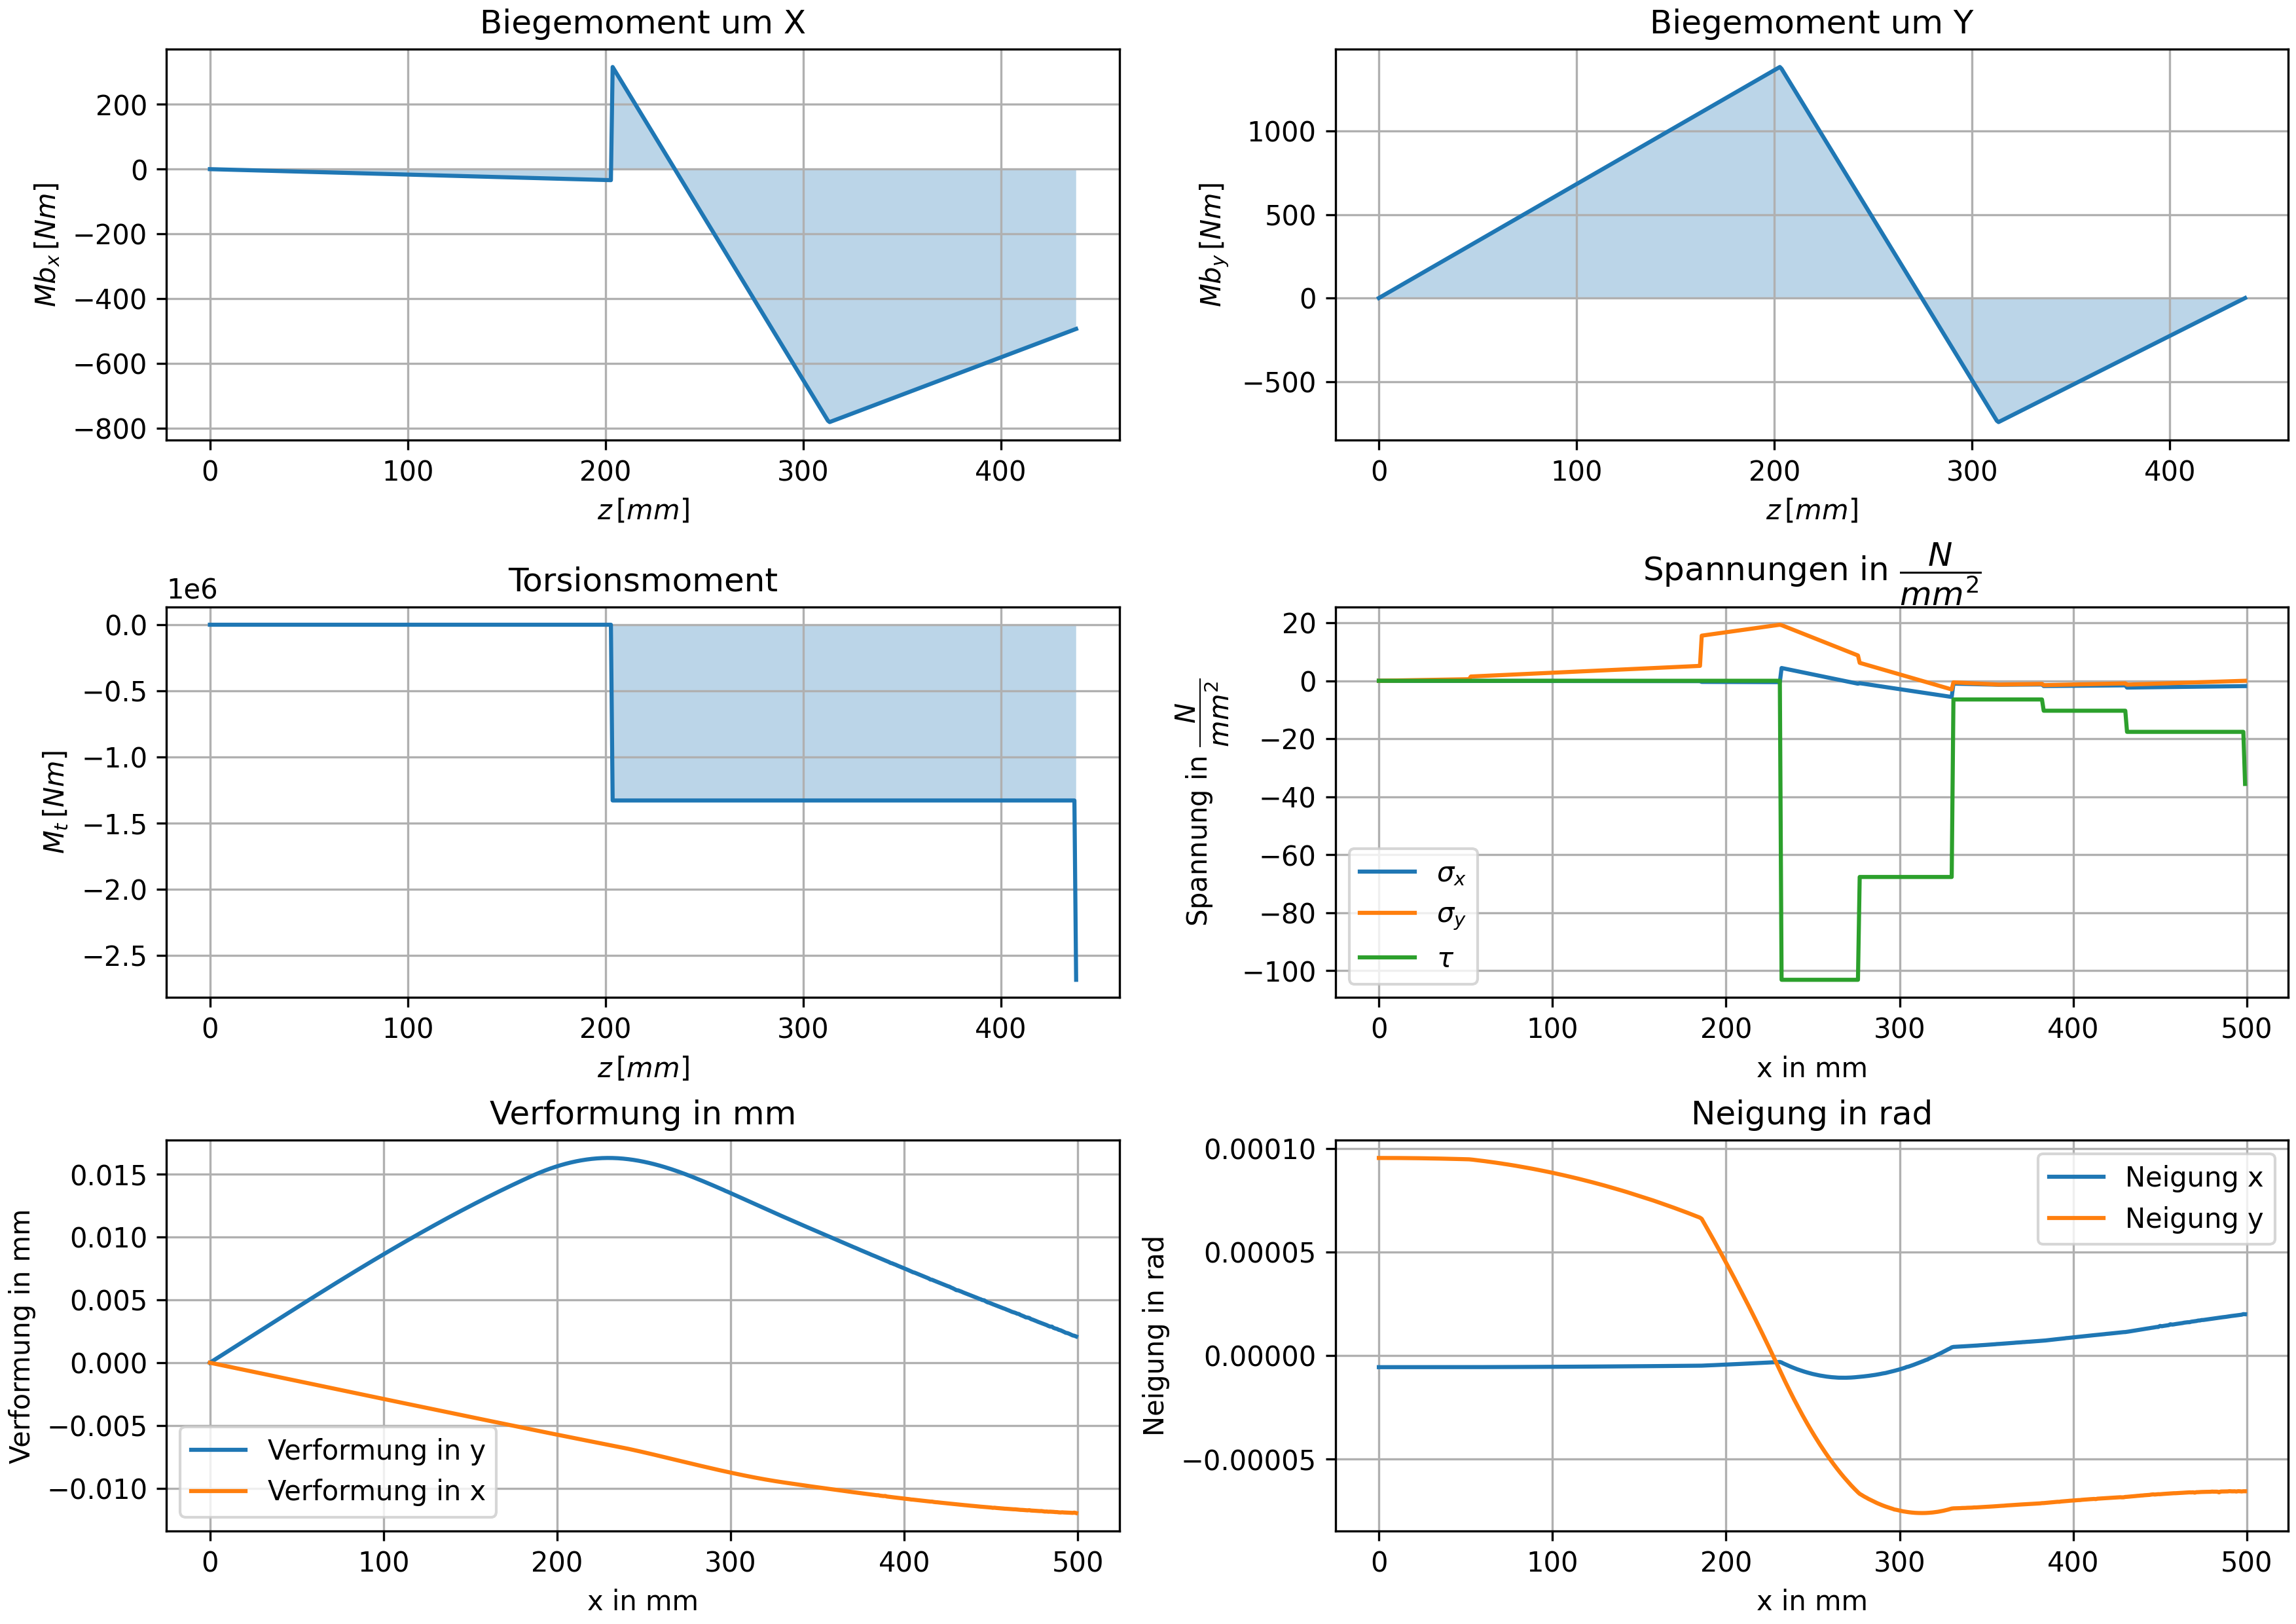 Biegemoment um X
200
0
−200
−400
−600
−800
Mb_x [Nm]
0 100 200 300 400
z [mm]
Biegemoment um Y
1000
500
0
−500
Mb_y [Nm]
0 100 200 300 400
z [mm]
Torsionsmoment
1e6
0.0
−0.5
−1.0
−1.5
−2.0
−2.5
M_t [Nm]
0 100 200 300 400
z [mm]
Spannungen in N/mm²
20
0
−20
−40
−60
−80
−100
Spannung in N/mm²
σ_x
σ_y
τ
0 100 200 300 400 500
x in mm
Verformung in mm
0.015
0.010
0.005
0.000
−0.005
−0.010
Verformung in mm
Verformung in y
Verformung in x
0 100 200 300 400 500
x in mm
Neigung in rad
0.00010
0.00005
0.00000
−0.00005
Neigung in rad
Neigung x
Neigung y
0 100 200 300 400 500
x in mm